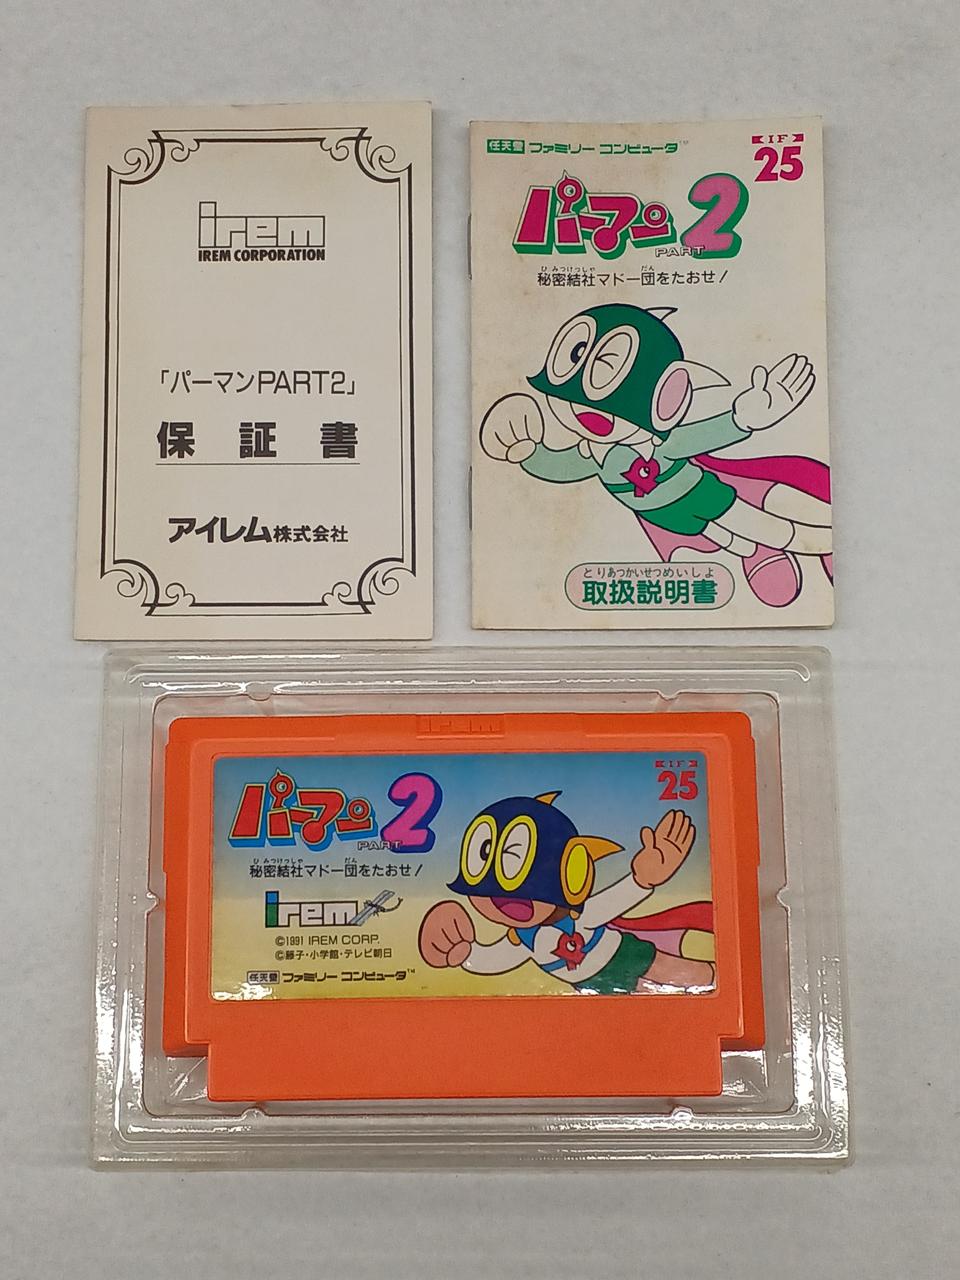 irem
IREM CORPORATION
「パーマンPART2」
保証書
アイレム株式会社
任天堂 ファミリーコンピュータ™
IF
25
パーマン2
PART
ひみつけっしゃ だん
秘密結社マドー団をたおせ!
P
とりあつかいせつめいしょ
取扱説明書
irem
IF
25
パーマン2
PART
ひみつけっしゃ だん
秘密結社マドー団をたおせ!
irem
©1991 IREM CORP.
©藤子・小学館・テレビ朝日
任天堂 ファミリーコンピュータ™
P